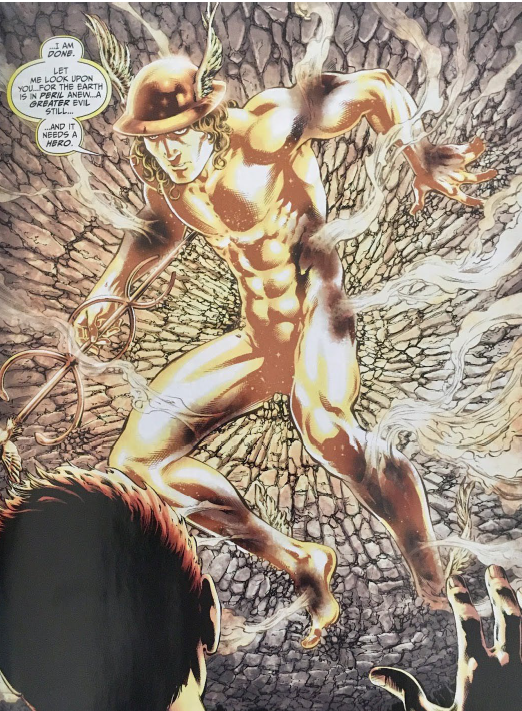 ...I AM
DONE.
LET
ME LOOK UPON
YOU...FOR THE EARTH
IS IN PERIL ANEW...A
GREATER EVIL
STILL...
...AND IT
NEEDS A
HERO.